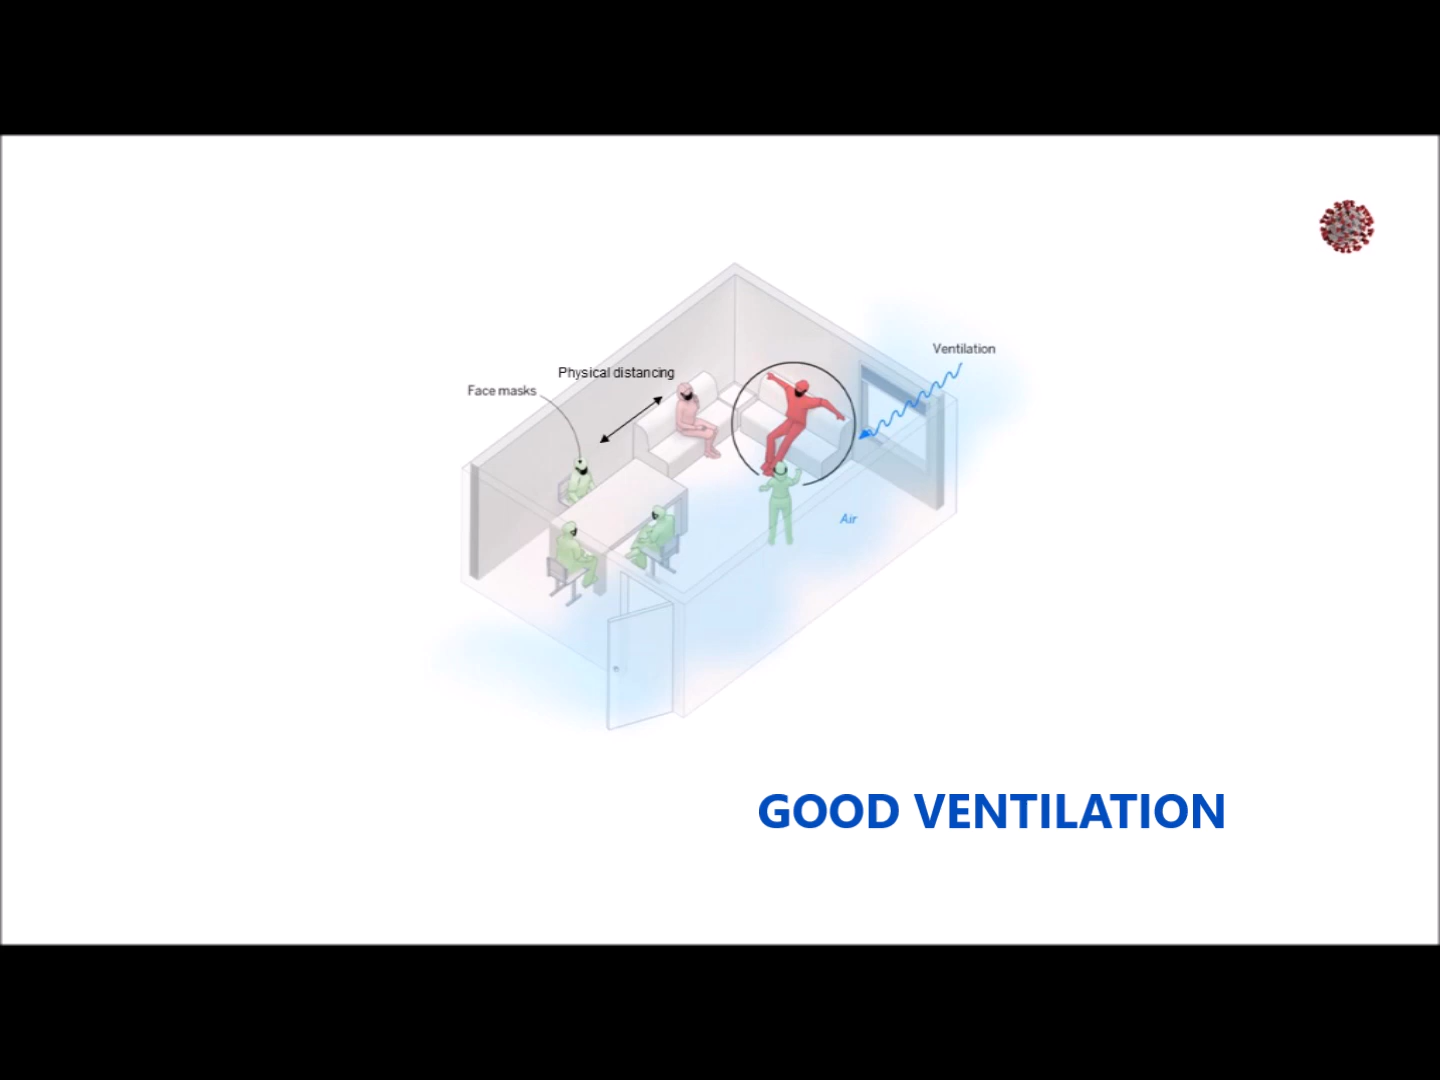 Ventilation
Physical distancing
Face masks
Air
GOOD VENTILATION